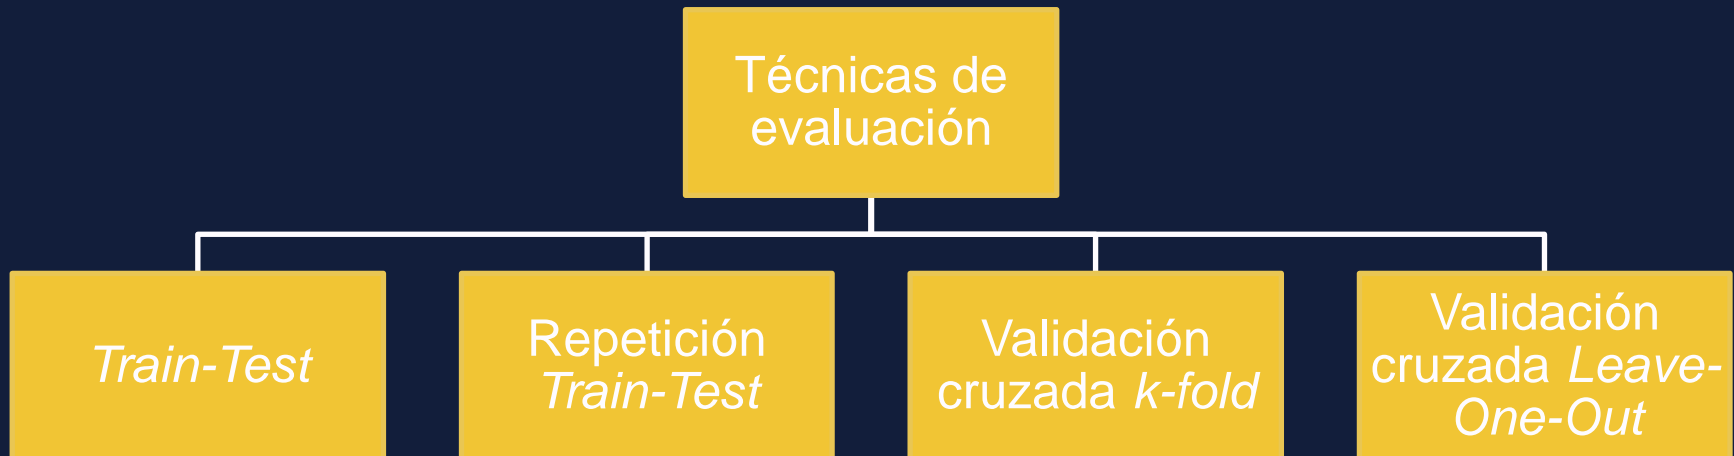 Técnicas de
evaluación
Train-Test
Repetición
Train-Test
Validación
cruzada k-fold
Validación
cruzada Leave-
One-Out